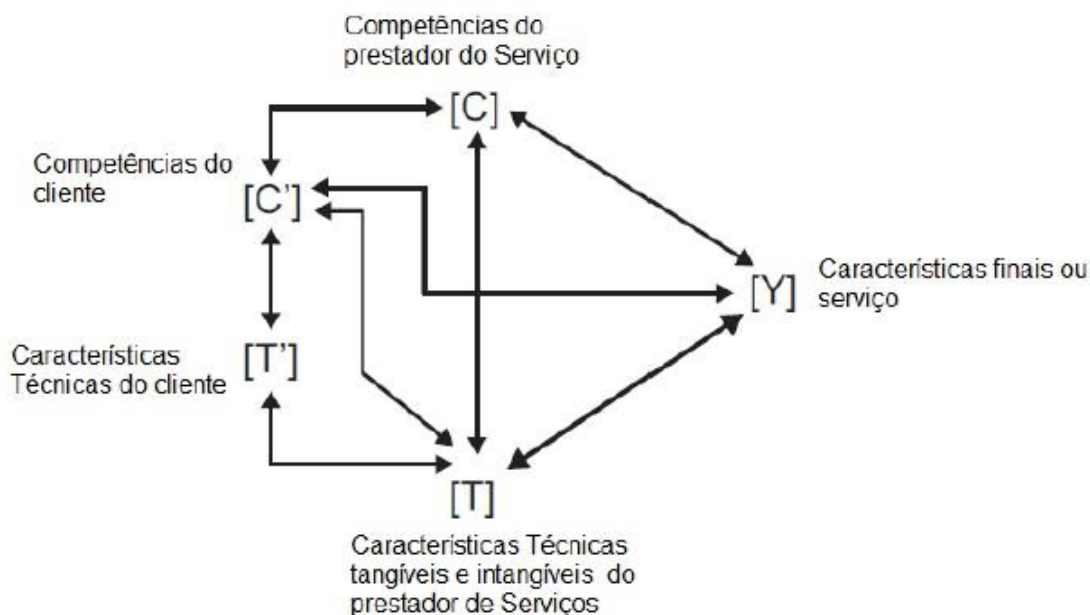 Competências do
prestador do Serviço
[C]
Competências do
cliente
[C']
[Y]
Características finais ou
serviço
Características
Técnicas do cliente
[T']
[T]
Características Técnicas
tangíveis e intangíveis do
prestador de Serviços